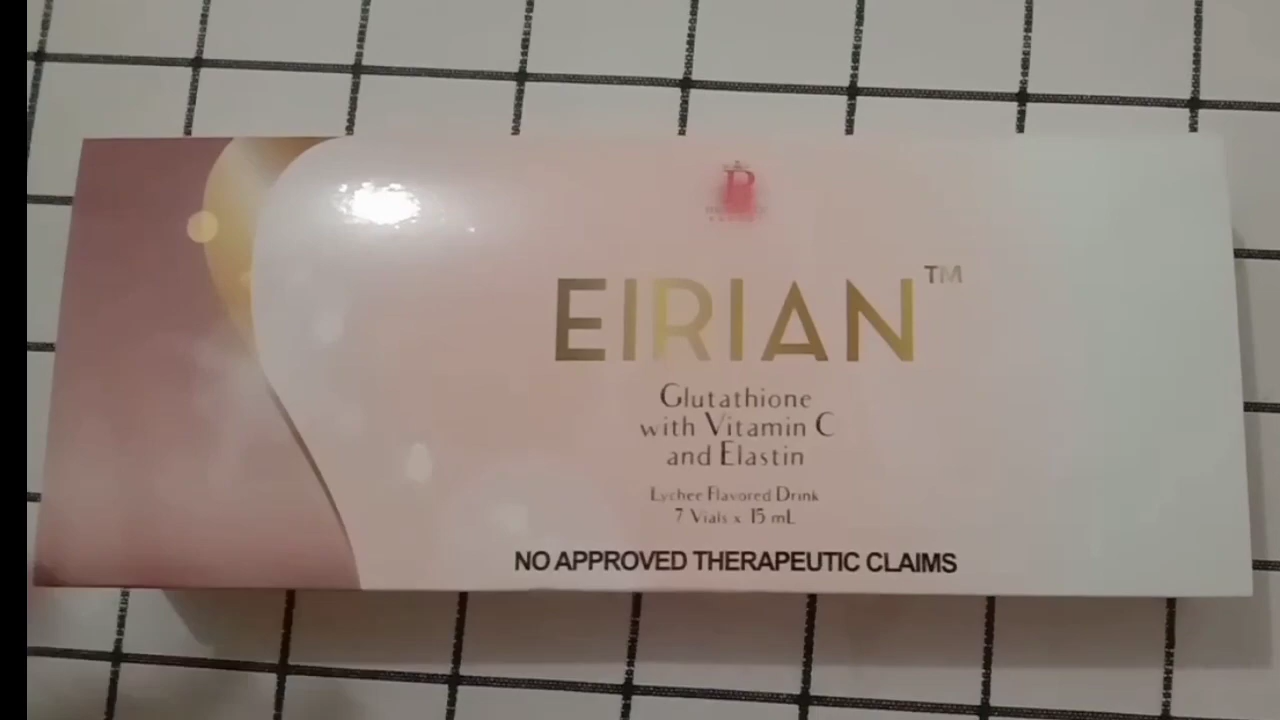 EIRIAN™
Glutathione
with Vitamin C
and Elastin
Lychee Flavored Drink
7 Vials x 15 mL
NO APPROVED THERAPEUTIC CLAIMS